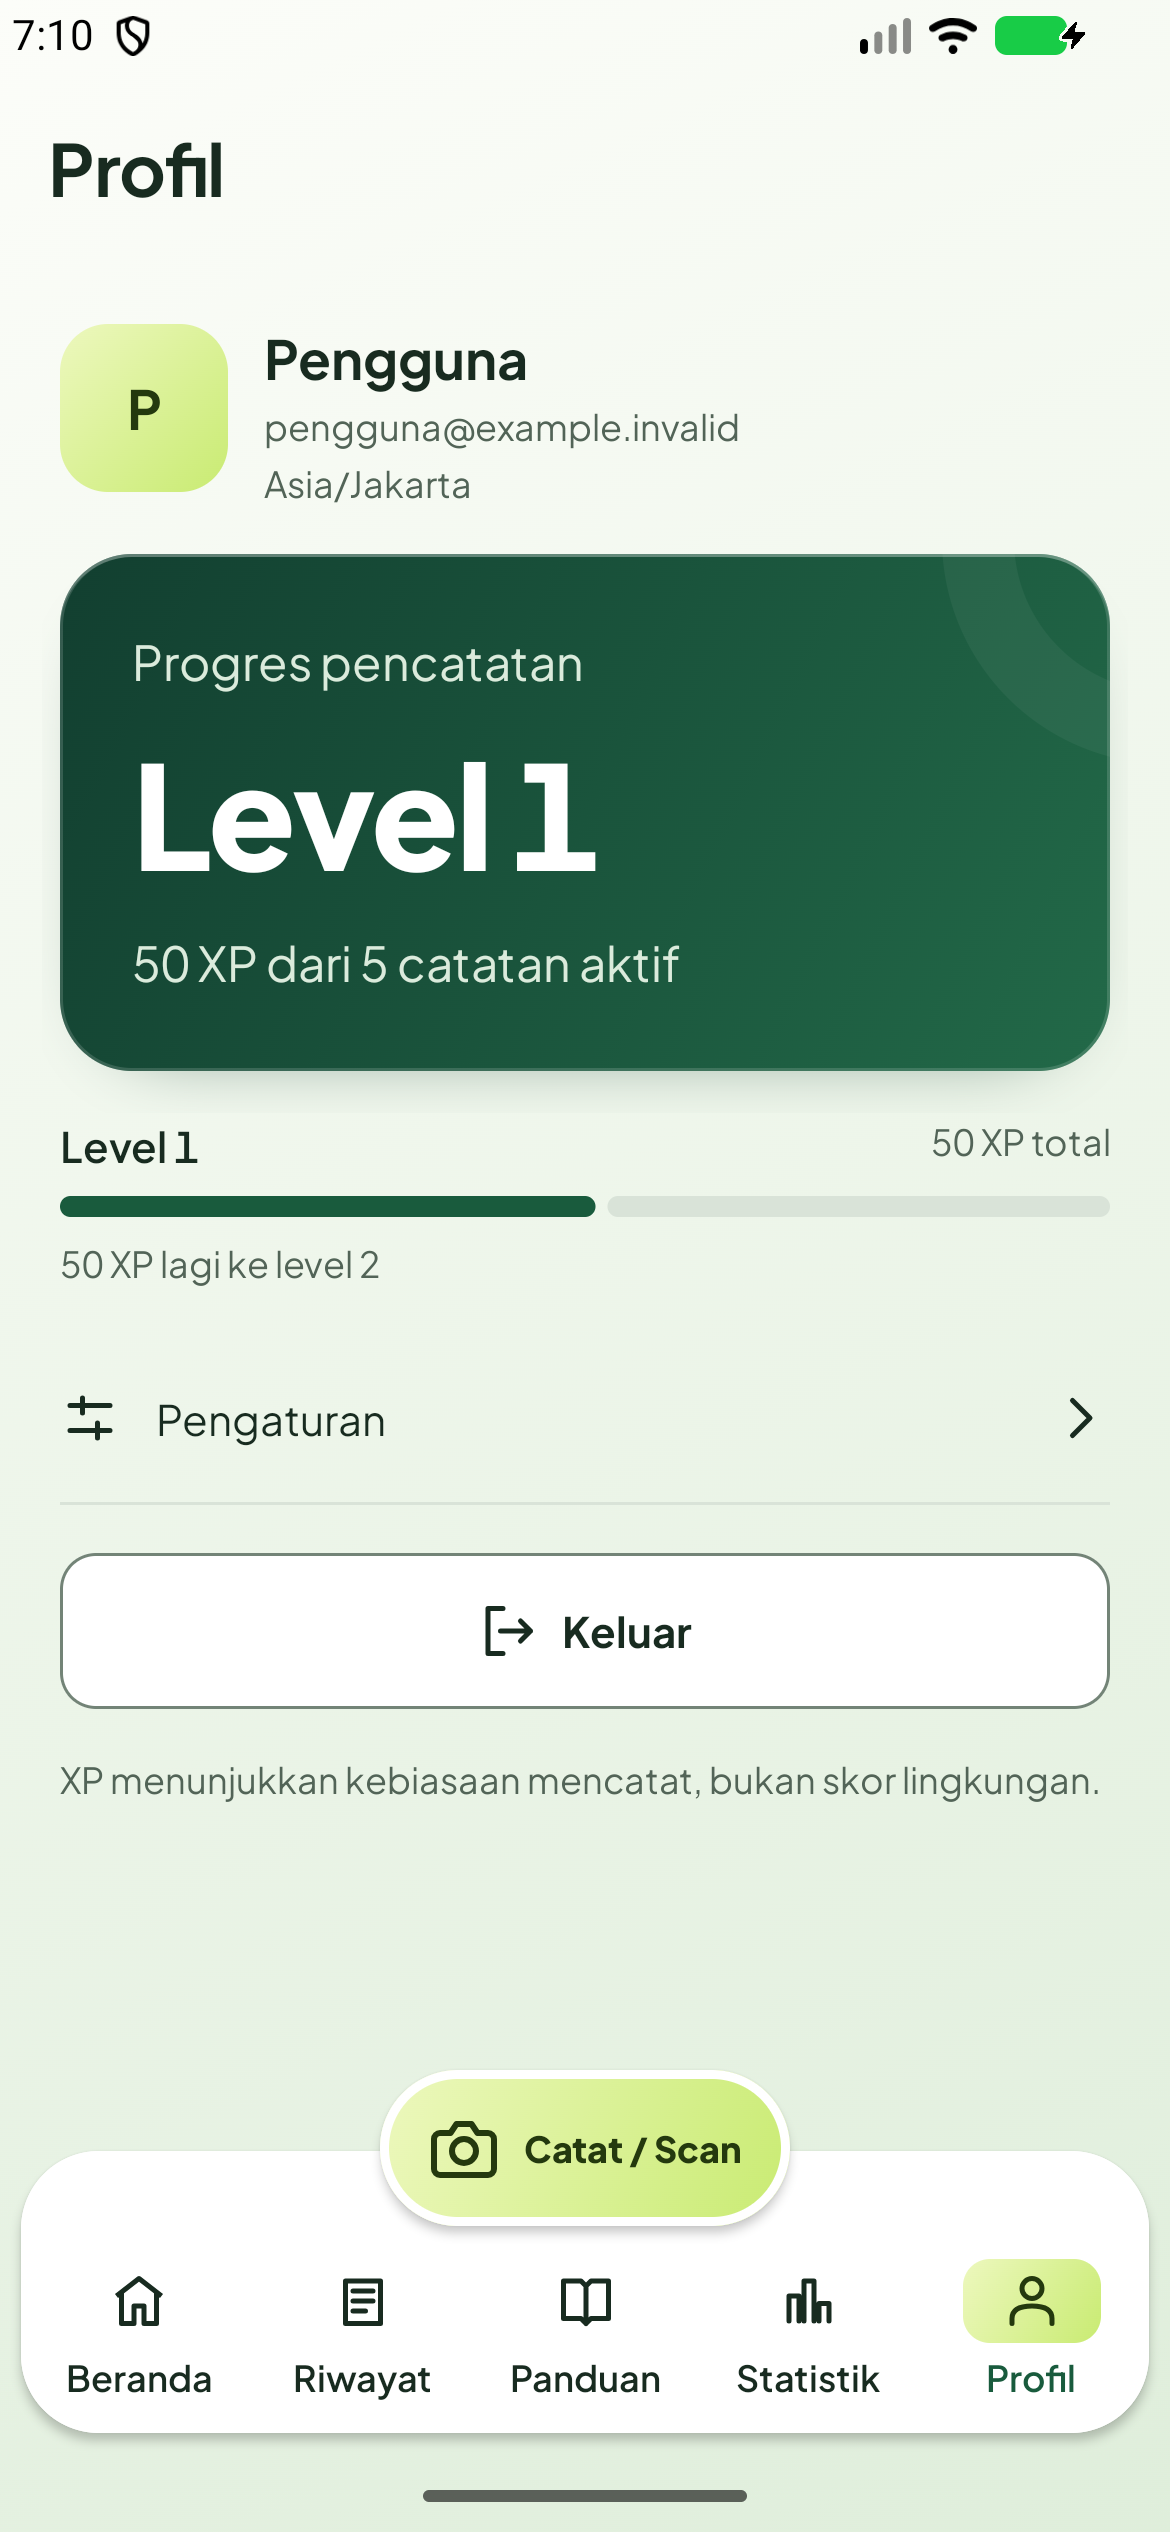 7:10
Profil
P
Pengguna
pengguna@example.invalid
Asia/Jakarta
Progres pencatatan
Level 1
50 XP dari 5 catatan aktif
Level 1
50 XP total
50 XP lagi ke level 2
Pengaturan
Keluar
XP menunjukkan kebiasaan mencatat, bukan skor lingkungan.
Catat / Scan
Beranda
Riwayat
Panduan
Statistik
Profil